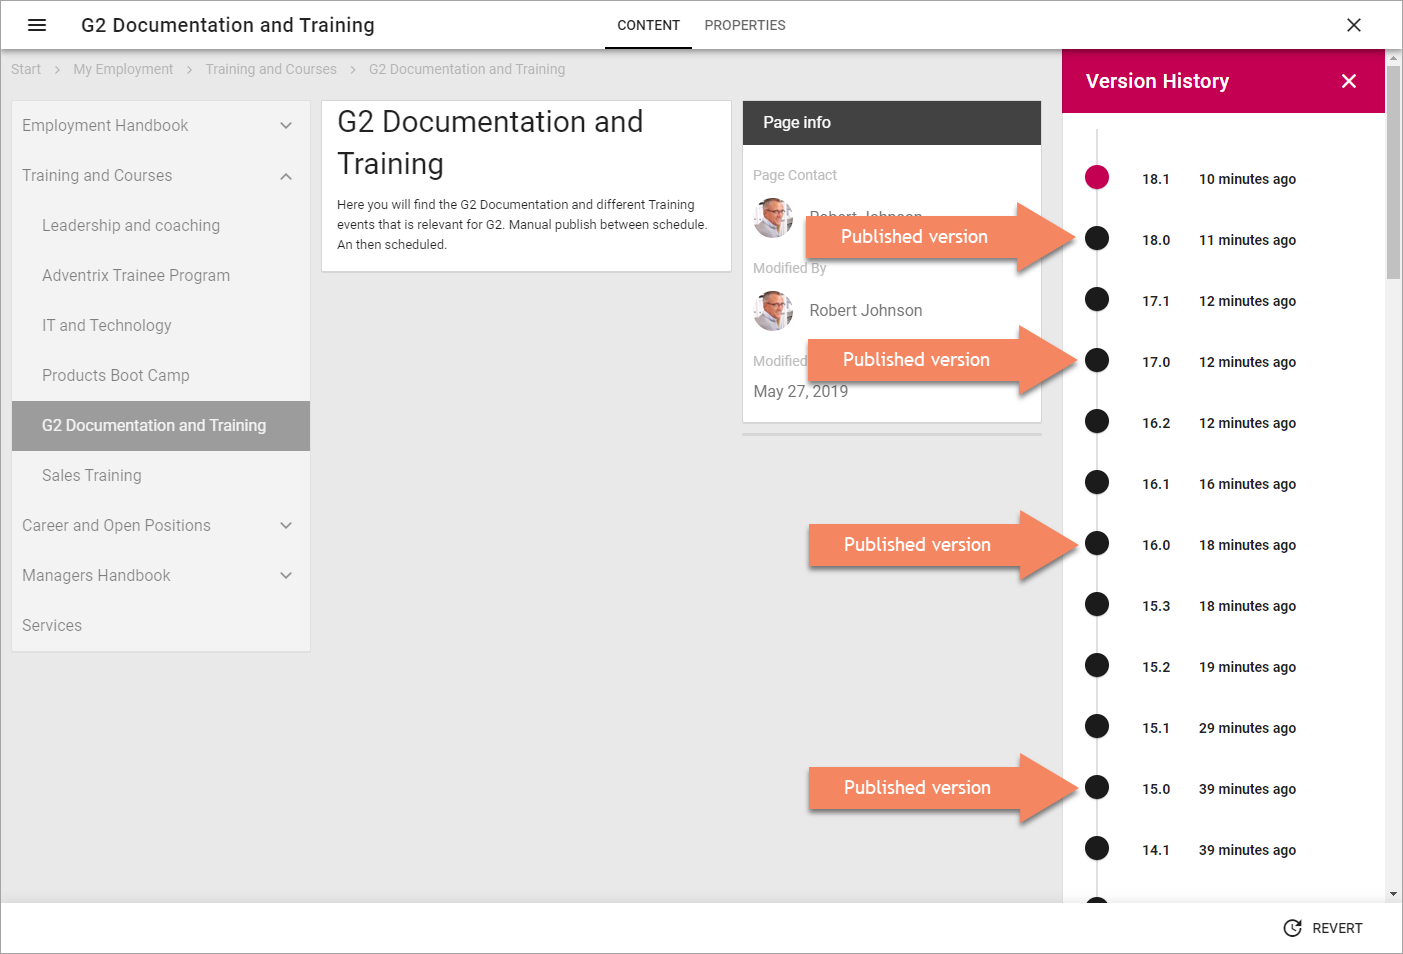 G2 Documentation and Training
CONTENT
PROPERTIES
Start
My Employment
Training and Courses
G2 Documentation and Training
Employment Handbook
Training and Courses
Leadership and coaching
Adventrix Trainee Program
IT and Technology
Products Boot Camp
G2 Documentation and Training
Sales Training
Career and Open Positions
Managers Handbook
Services
G2 Documentation and
Training
Here you will find the G2 Documentation and different Training
events that is relevant for G2. Manual publish between schedule.
An then scheduled.
Page info
Page Contact
Robert Johnson
Published version
Modified By
Robert Johnson
Modified
Published version
May 27, 2019
Published version
Published version
Version History
18.1 10 minutes ago
18.0 11 minutes ago
17.1 12 minutes ago
17.0 12 minutes ago
16.2 12 minutes ago
16.1 16 minutes ago
16.0 18 minutes ago
15.3 18 minutes ago
15.2 19 minutes ago
15.1 29 minutes ago
15.0 39 minutes ago
14.1 39 minutes ago
REVERT